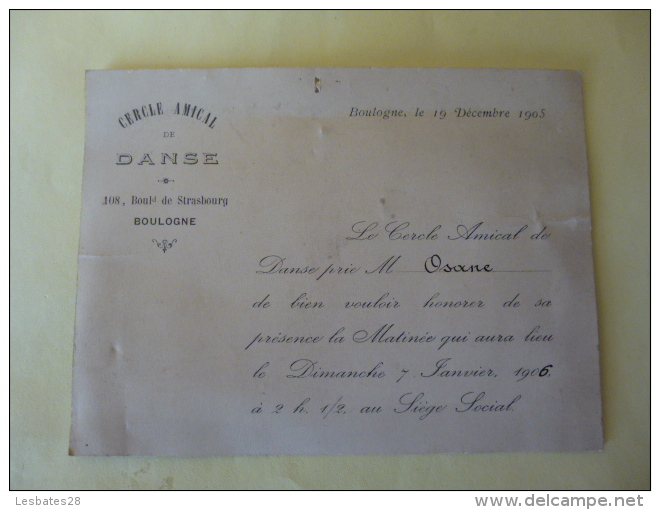 CERCLE AMICAL
DE
DANSE
108, Boul.d de Strasbourg
BOULOGNE
Boulogne, le 19 Décembre 1905
Le Cercle Amical de
Danse prie M Osane
de bien vouloir honorer de sa
présence la Matinée qui aura lieu
le Dimanche 7 Janvier, 1906.
à 2 h. 1/2. au Siège Social.
Lesbates28
delcampe.net